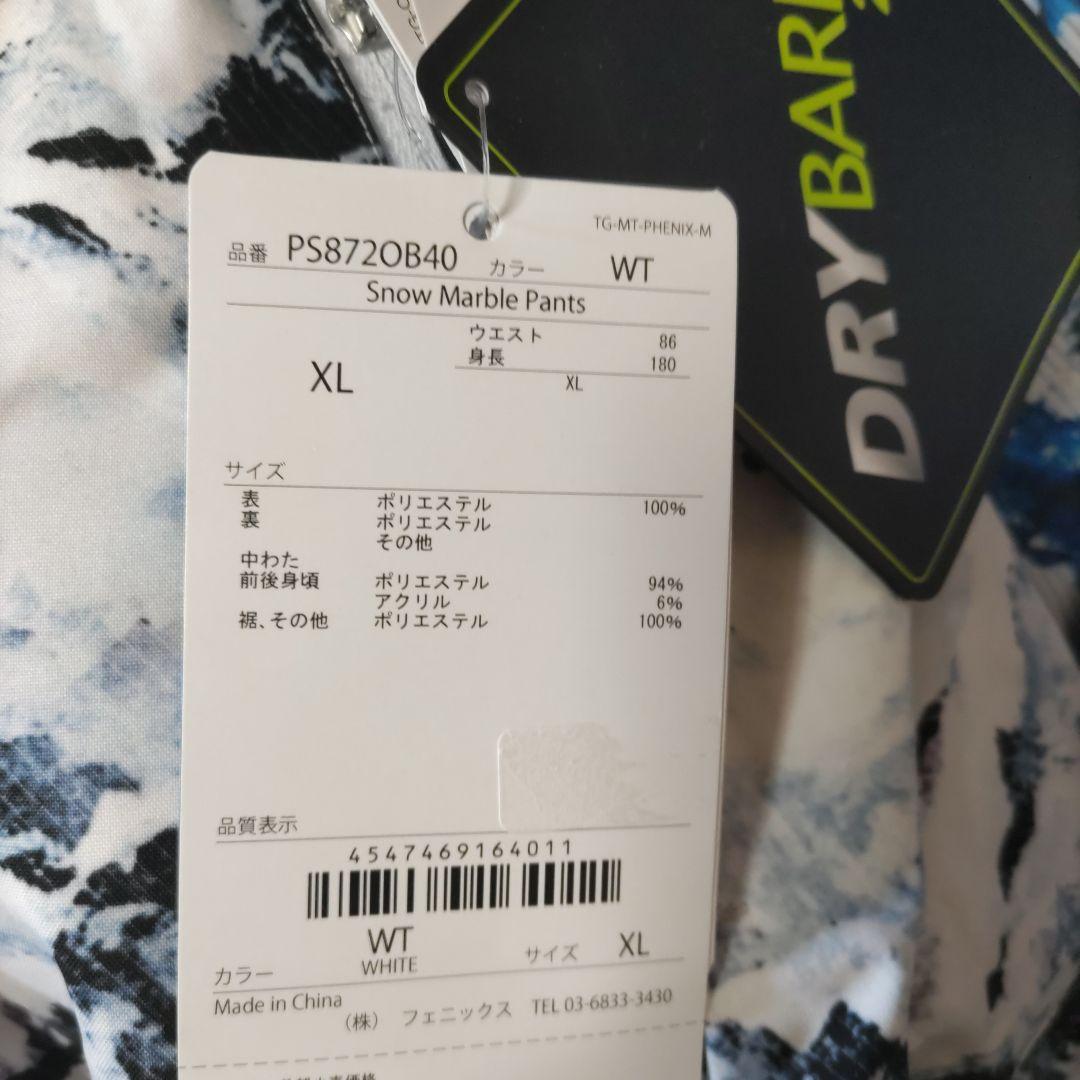 DRYBAR
TG-MT-PHENIX-M
品番 PS872OB40 カラー WT
Snow Marble Pants
ウエスト 86
身長 180
XL
XL
サイズ
表 ポリエステル 100%
裏 ポリエステル
その他
中わた
前後身頃 ポリエステル 94%
アクリル 6%
裾、その他 ポリエステル 100%
品質表示
4547469164011
WT
カラー WHITE サイズ XL
Made in China
(株) フェニックス TEL 03-6833-3430